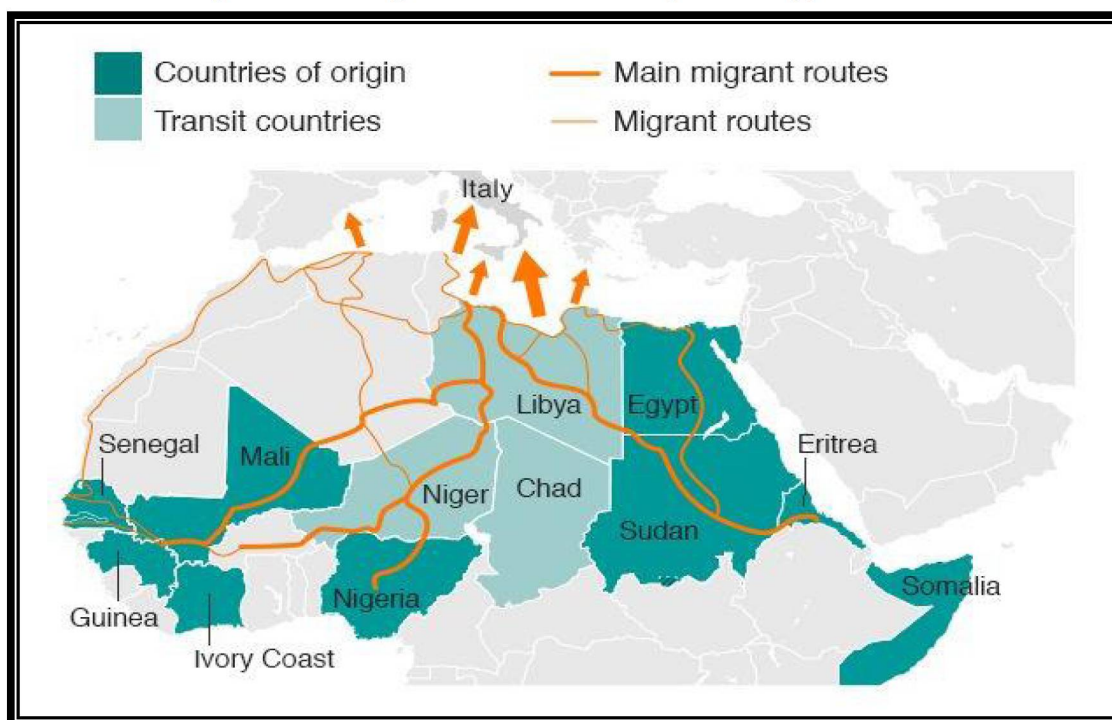 Countries of origin
Main migrant routes
Transit countries
Migrant routes
Italy
Senegal
Mali
Libya
Egypt
Eritrea
Niger
Chad
Sudan
Guinea
Nigeria
Somalia
Ivory Coast